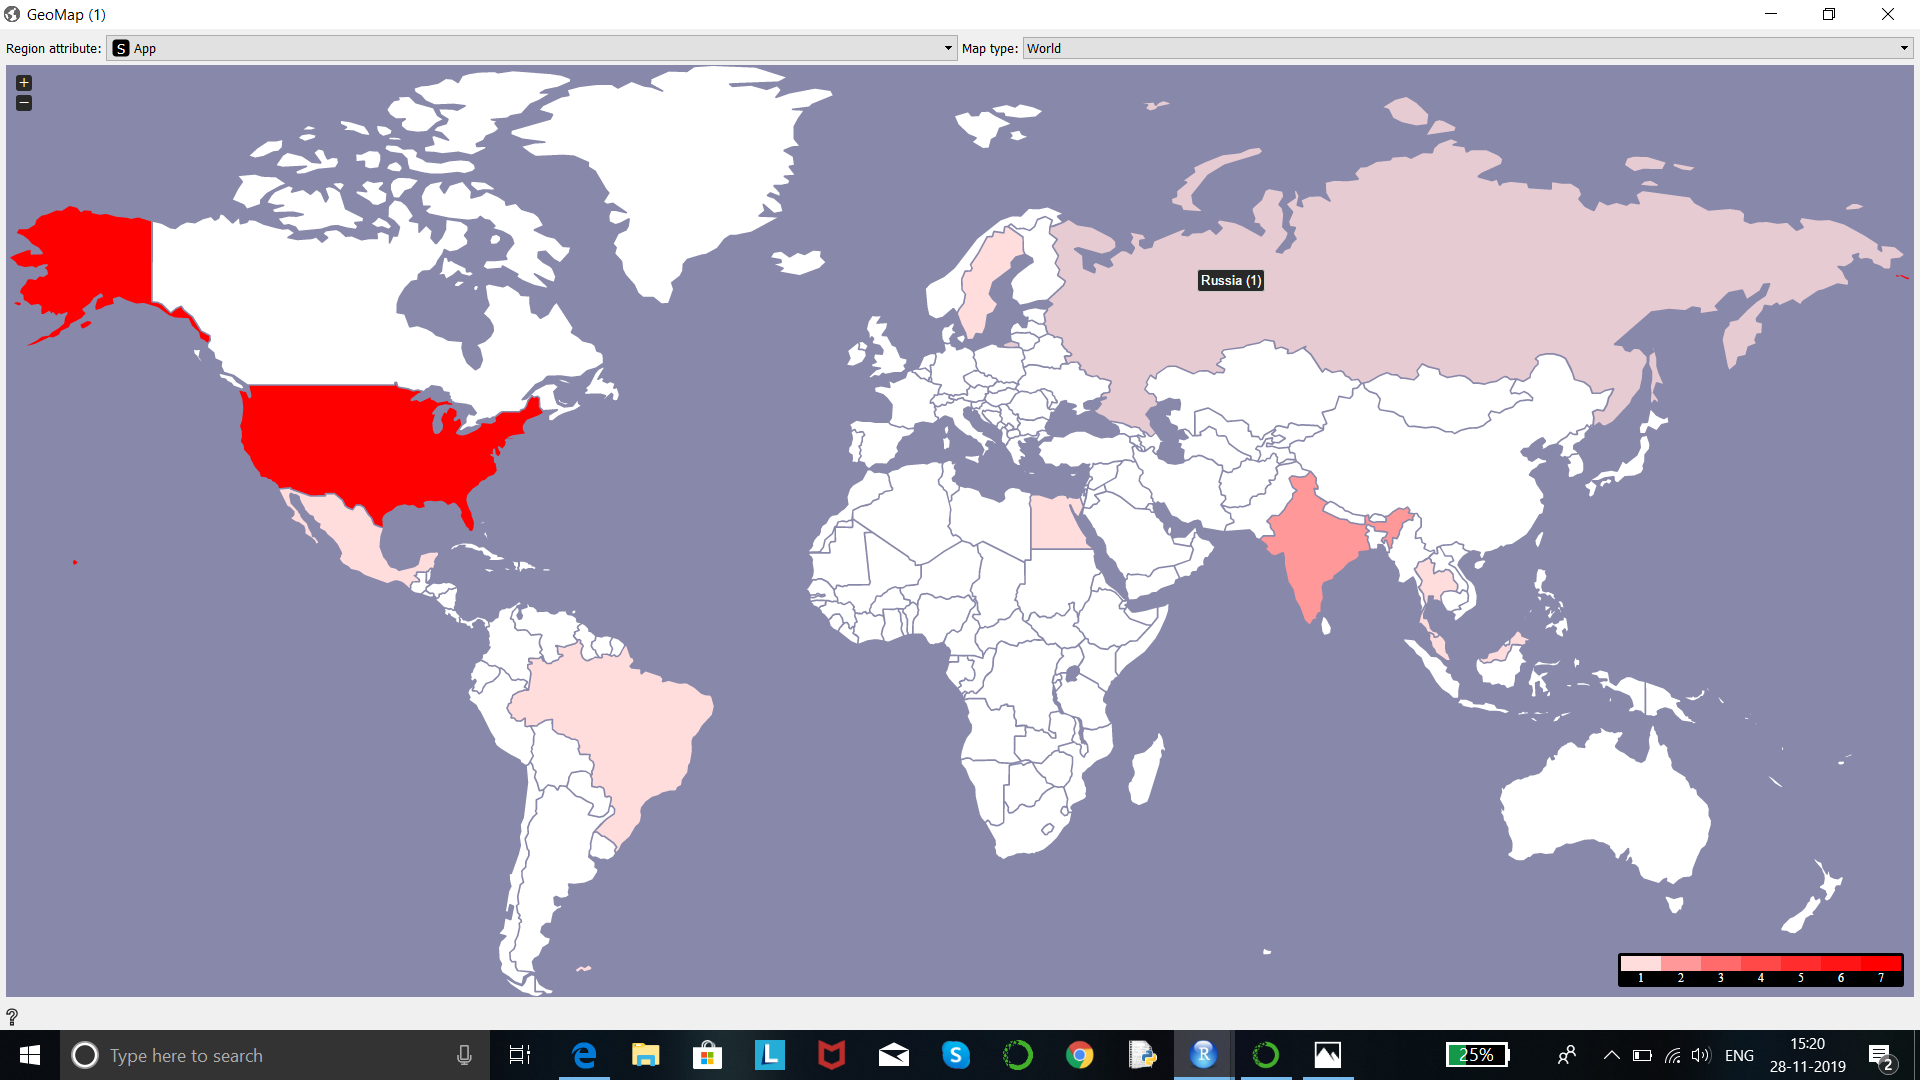 GeoMap (1)
Region attribute: S App Map type: World
+
−
Russia (1)
1 2 3 4 5 6 7
?
Type here to search
e L S R 25% ENG 15:20
28-11-2019
2